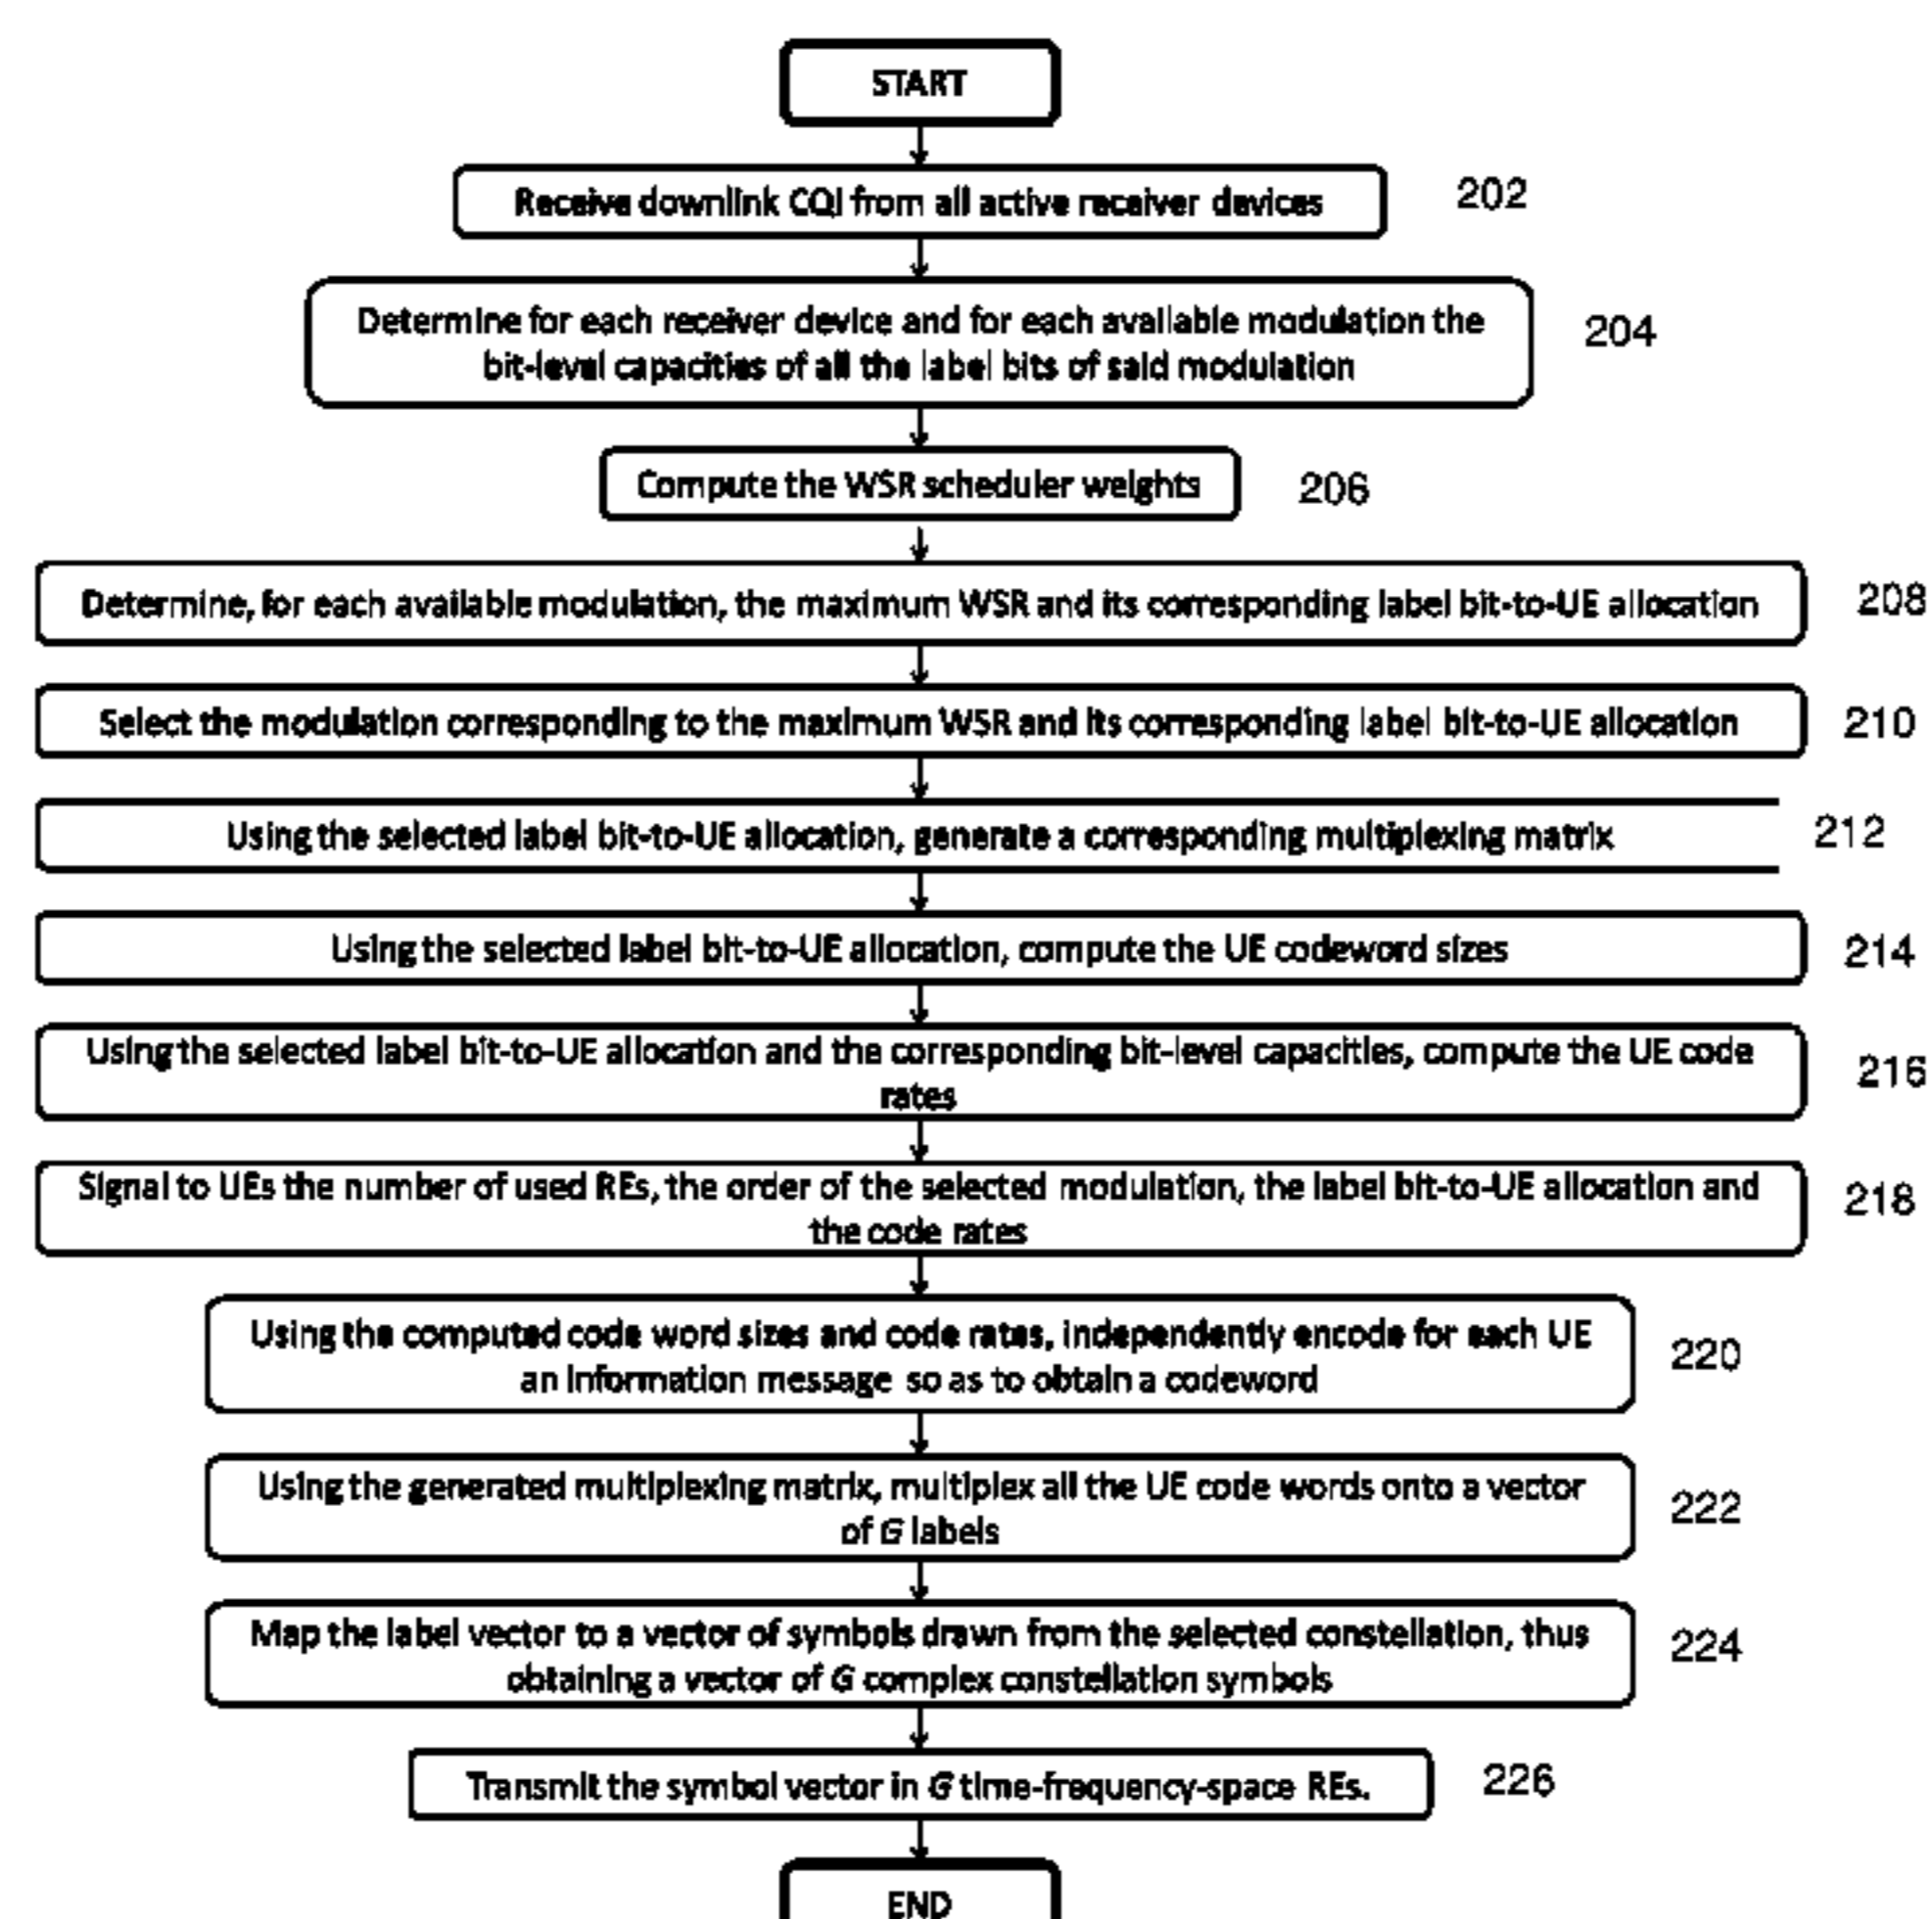 START
Receive downlink CQI from all active receiver devices
202
Determine for each receiver device and for each available modulation the
bit-level capacities of all the label bits of said modulation
204
Compute the WSR scheduler weights
206
Determine, for each available modulation, the maximum WSR and its corresponding label bit-to-UE allocation
208
Select the modulation corresponding to the maximum WSR and its corresponding label bit-to-UE allocation
210
Using the selected label bit-to-UE allocation, generate a corresponding multiplexing matrix
212
Using the selected label bit-to-UE allocation, compute the UE codeword sizes
214
Using the selected label bit-to-UE allocation and the corresponding bit-level capacities, compute the UE code
rates
216
Signal to UEs the number of used REs, the order of the selected modulation, the label bit-to-UE allocation and
the code rates
218
Using the computed code word sizes and code rates, independently encode for each UE
an information message so as to obtain a codeword
220
Using the generated multiplexing matrix, multiplex all the UE code words onto a vector
of G labels
222
Map the label vector to a vector of symbols drawn from the selected constellation, thus
obtaining a vector of G complex constellation symbols
224
Transmit the symbol vector in G time-frequency-space REs.
226
END